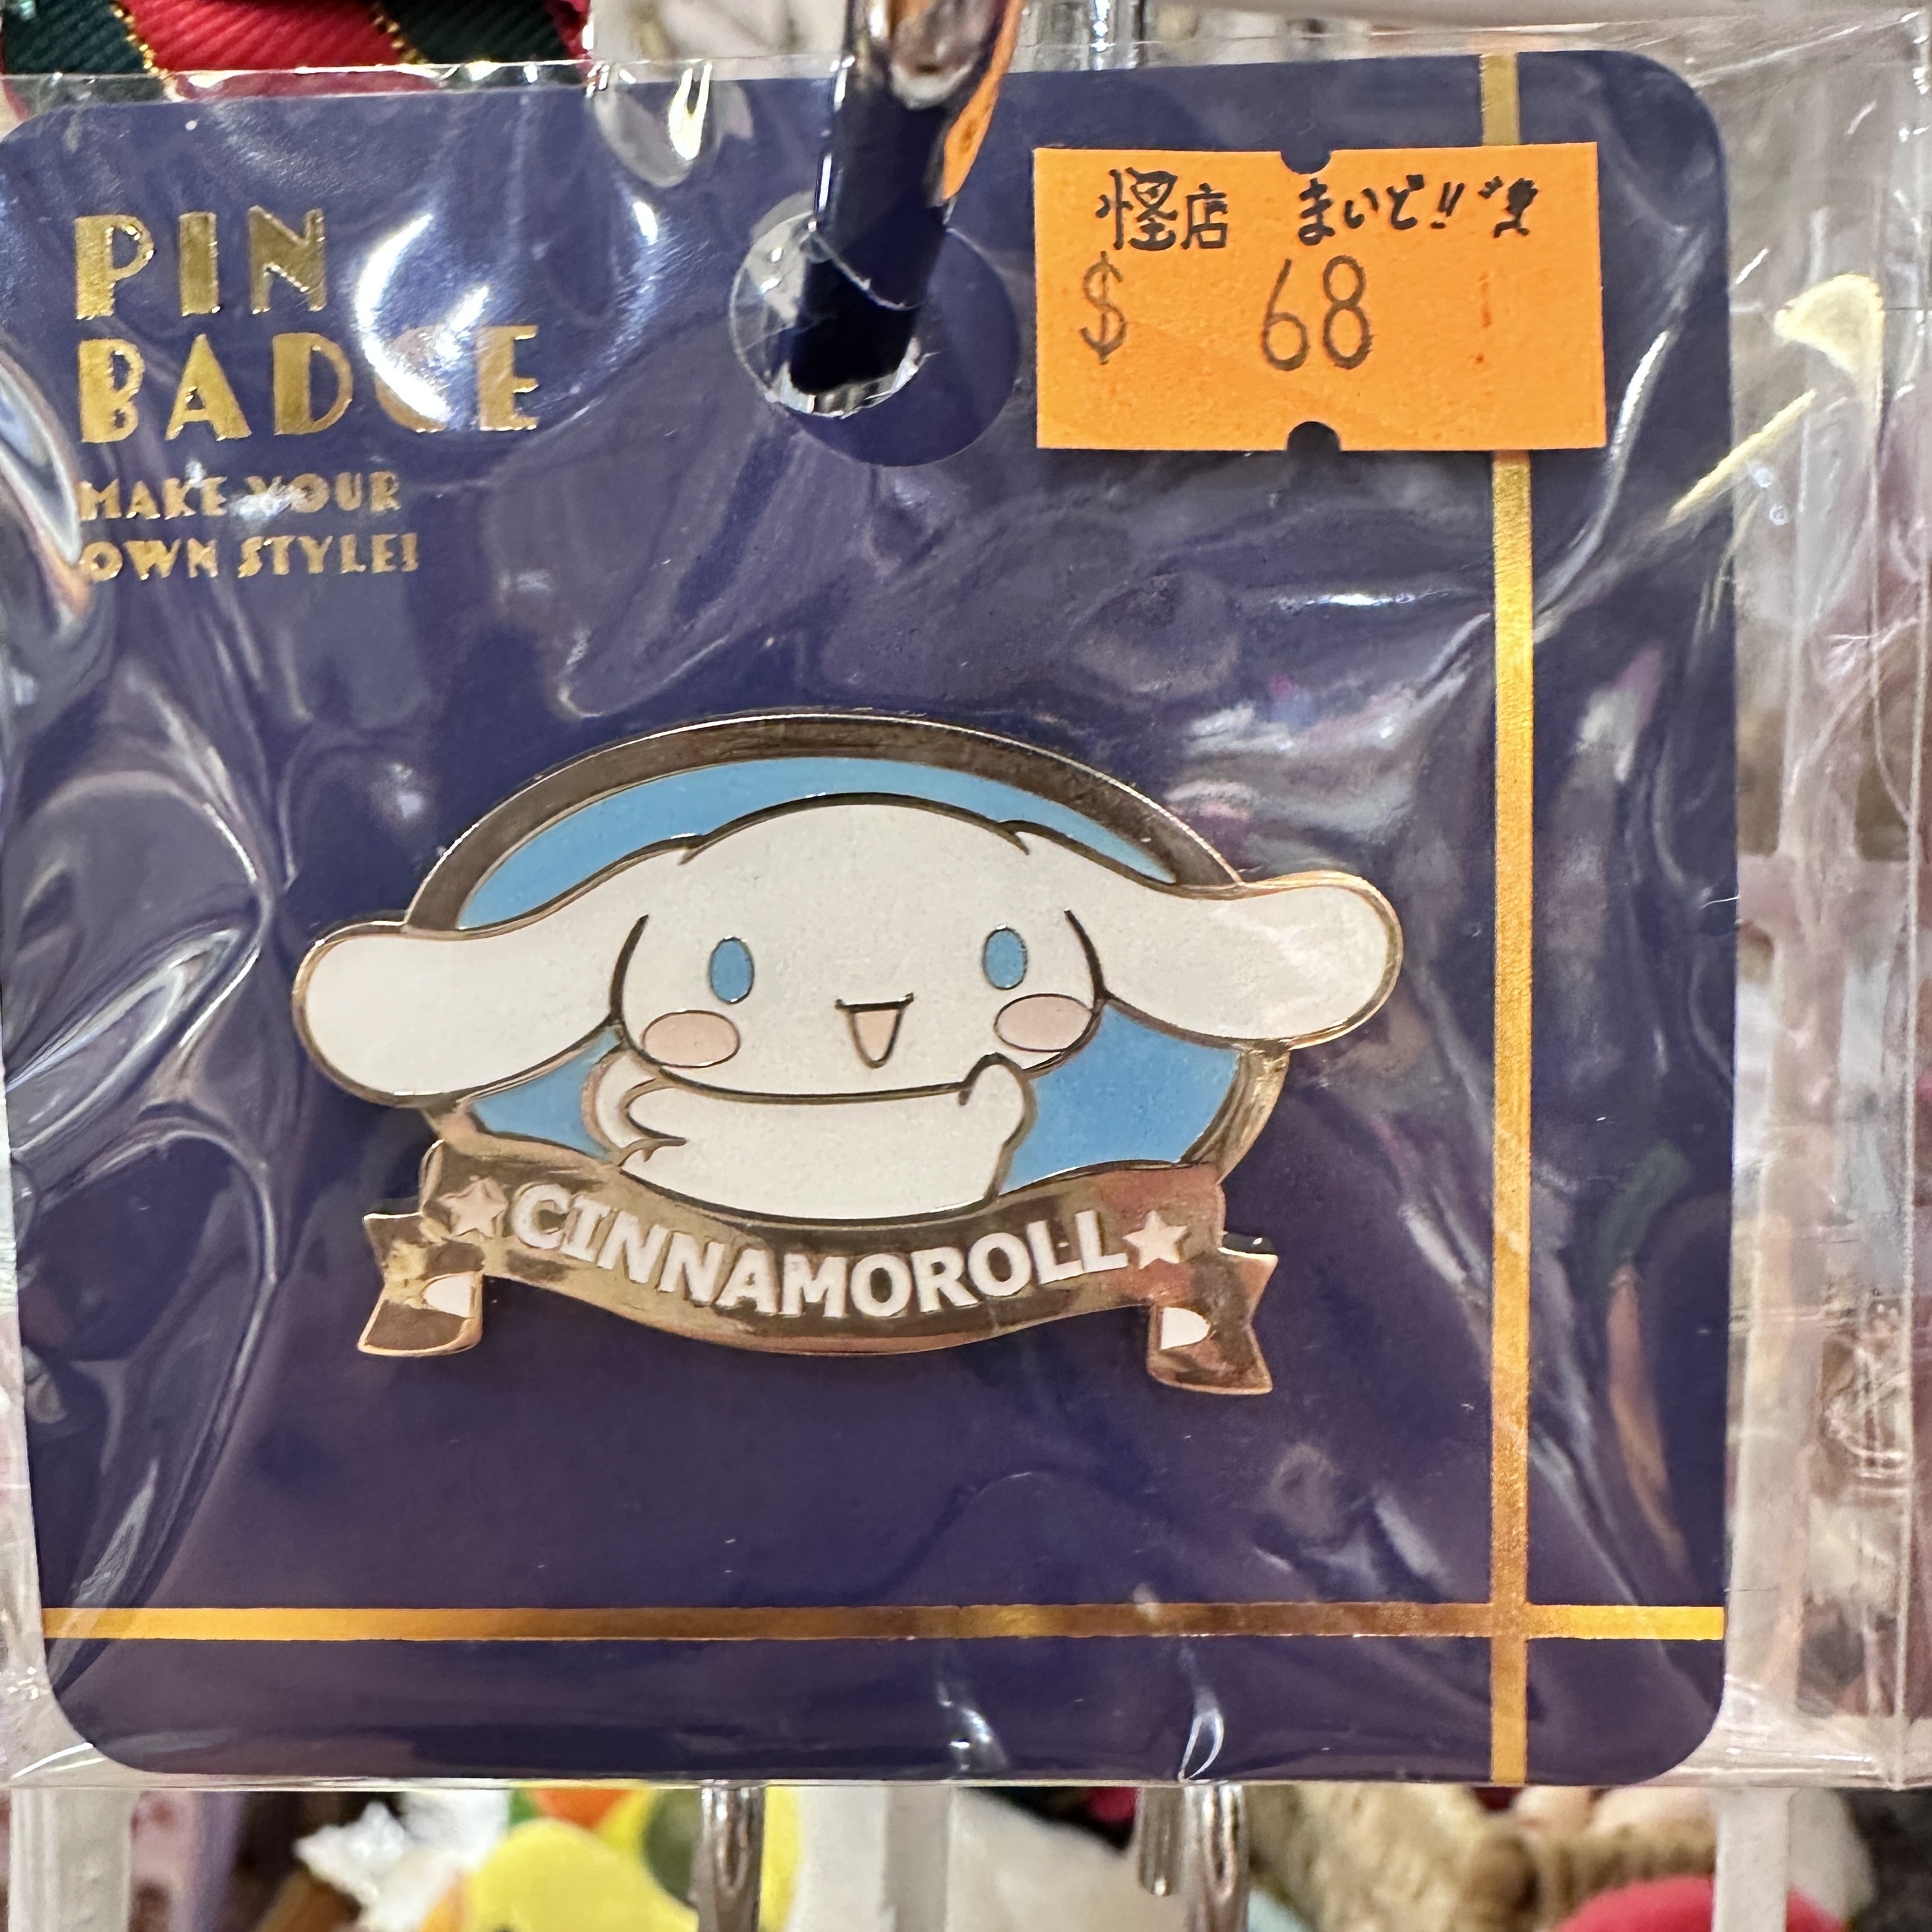 PIN
BADGE
MAKE YOUR
OWN STYLE!
怪店 まいど!!
$ 68
★CINNAMOROLL★